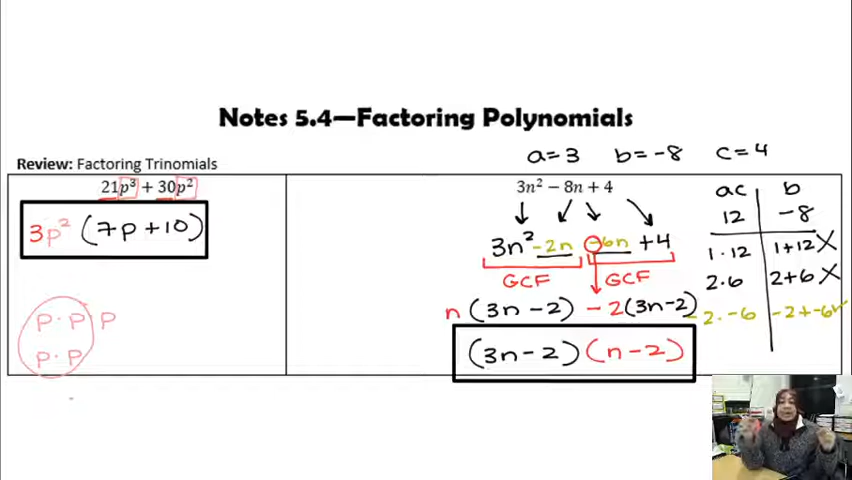 Notes 5.4—Factoring Polynomials
Review: Factoring Trinomials
21p³ + 30p²
3p² (7p + 10)
p · p p
p · p
a = 3 b = -8 c = 4
3n² − 8n + 4
3n² -2n -6n +4
GCF GCF
n (3n - 2) - 2 (3n - 2)
(3n - 2) (n - 2)
ac b
12 -8
1 · 12 1 + 12 X
2 · 6 2 + 6 X
-2 · -6 -2 + -6 ✓